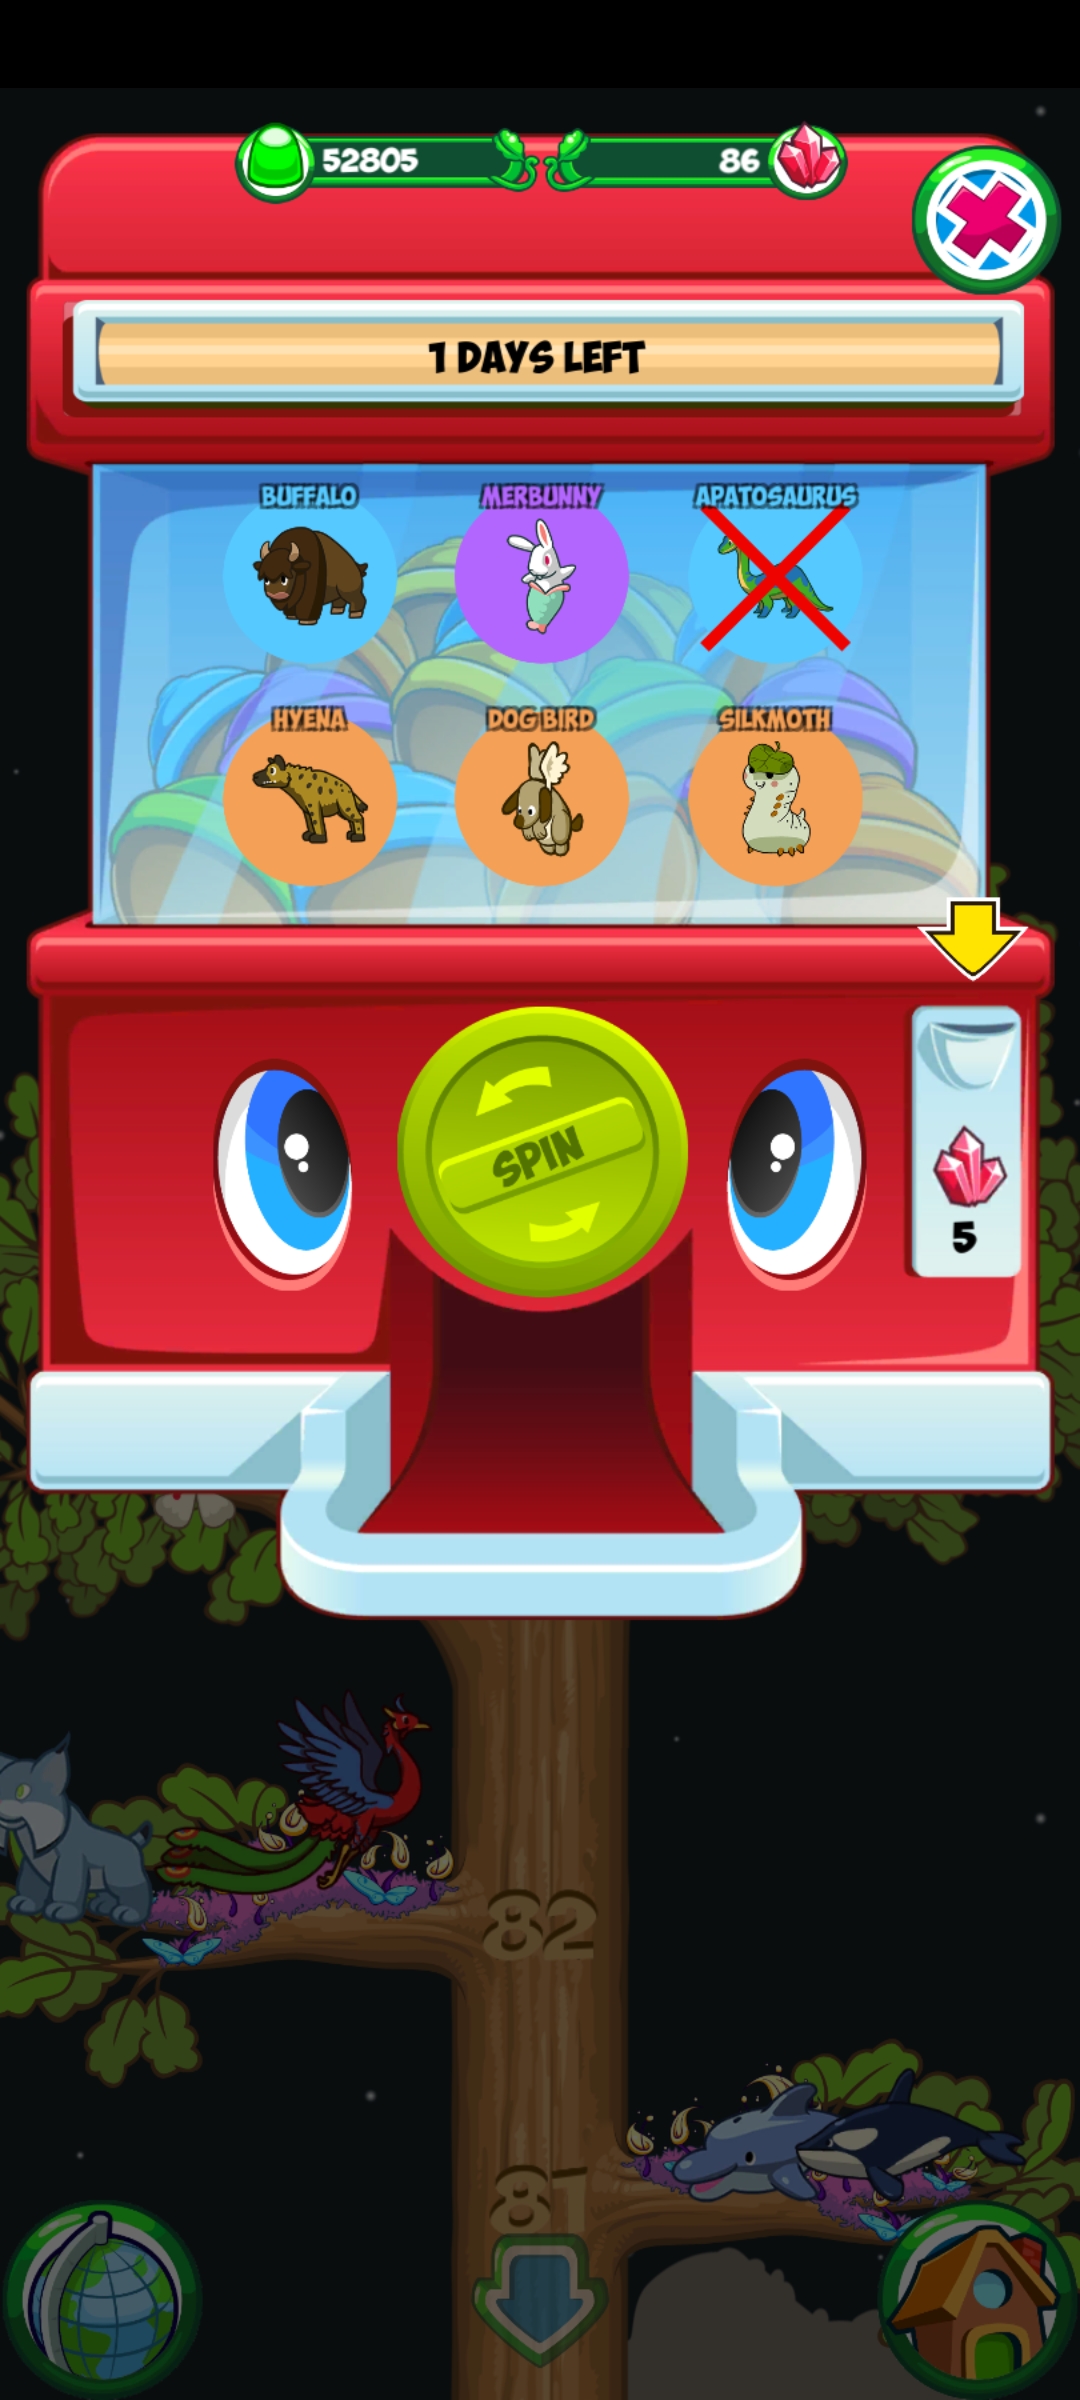 52805 86
1 DAYS LEFT
BUFFALO MERBUNNY APATOSAURUS
HYENA DOG BIRD SILKMOTH
SPIN
5
82
81